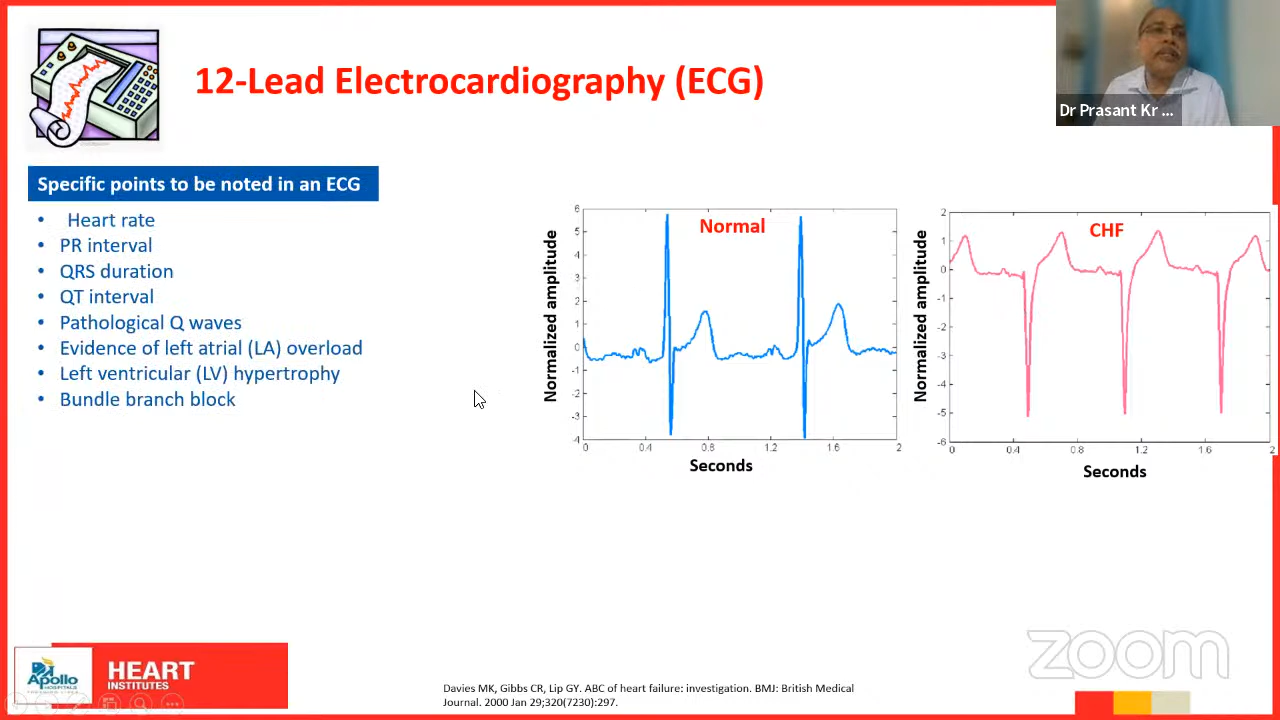 12-Lead Electrocardiography (ECG)
Dr Prasant Kr ...
Specific points to be noted in an ECG
• Heart rate
• PR interval
• QRS duration
• QT interval
• Pathological Q waves
• Evidence of left atrial (LA) overload
• Left ventricular (LV) hypertrophy
• Bundle branch block
Normal
Normalized amplitude
6
5
4
3
2
1
0
-1
-2
-3
-4
0 0.4 0.8 1.2 1.6 2
Seconds
CHF
Normalized amplitude
2
1
0
-1
-2
-3
-4
-5
-6
0 0.4 0.8 1.2 1.6 2
Seconds
Apollo
HOSPITALS
HEART
INSTITUTES
Davies MK, Gibbs CR, Lip GY. ABC of heart failure: investigation. BMJ: British Medical
Journal. 2000 Jan 29;320(7230):297.
zoom